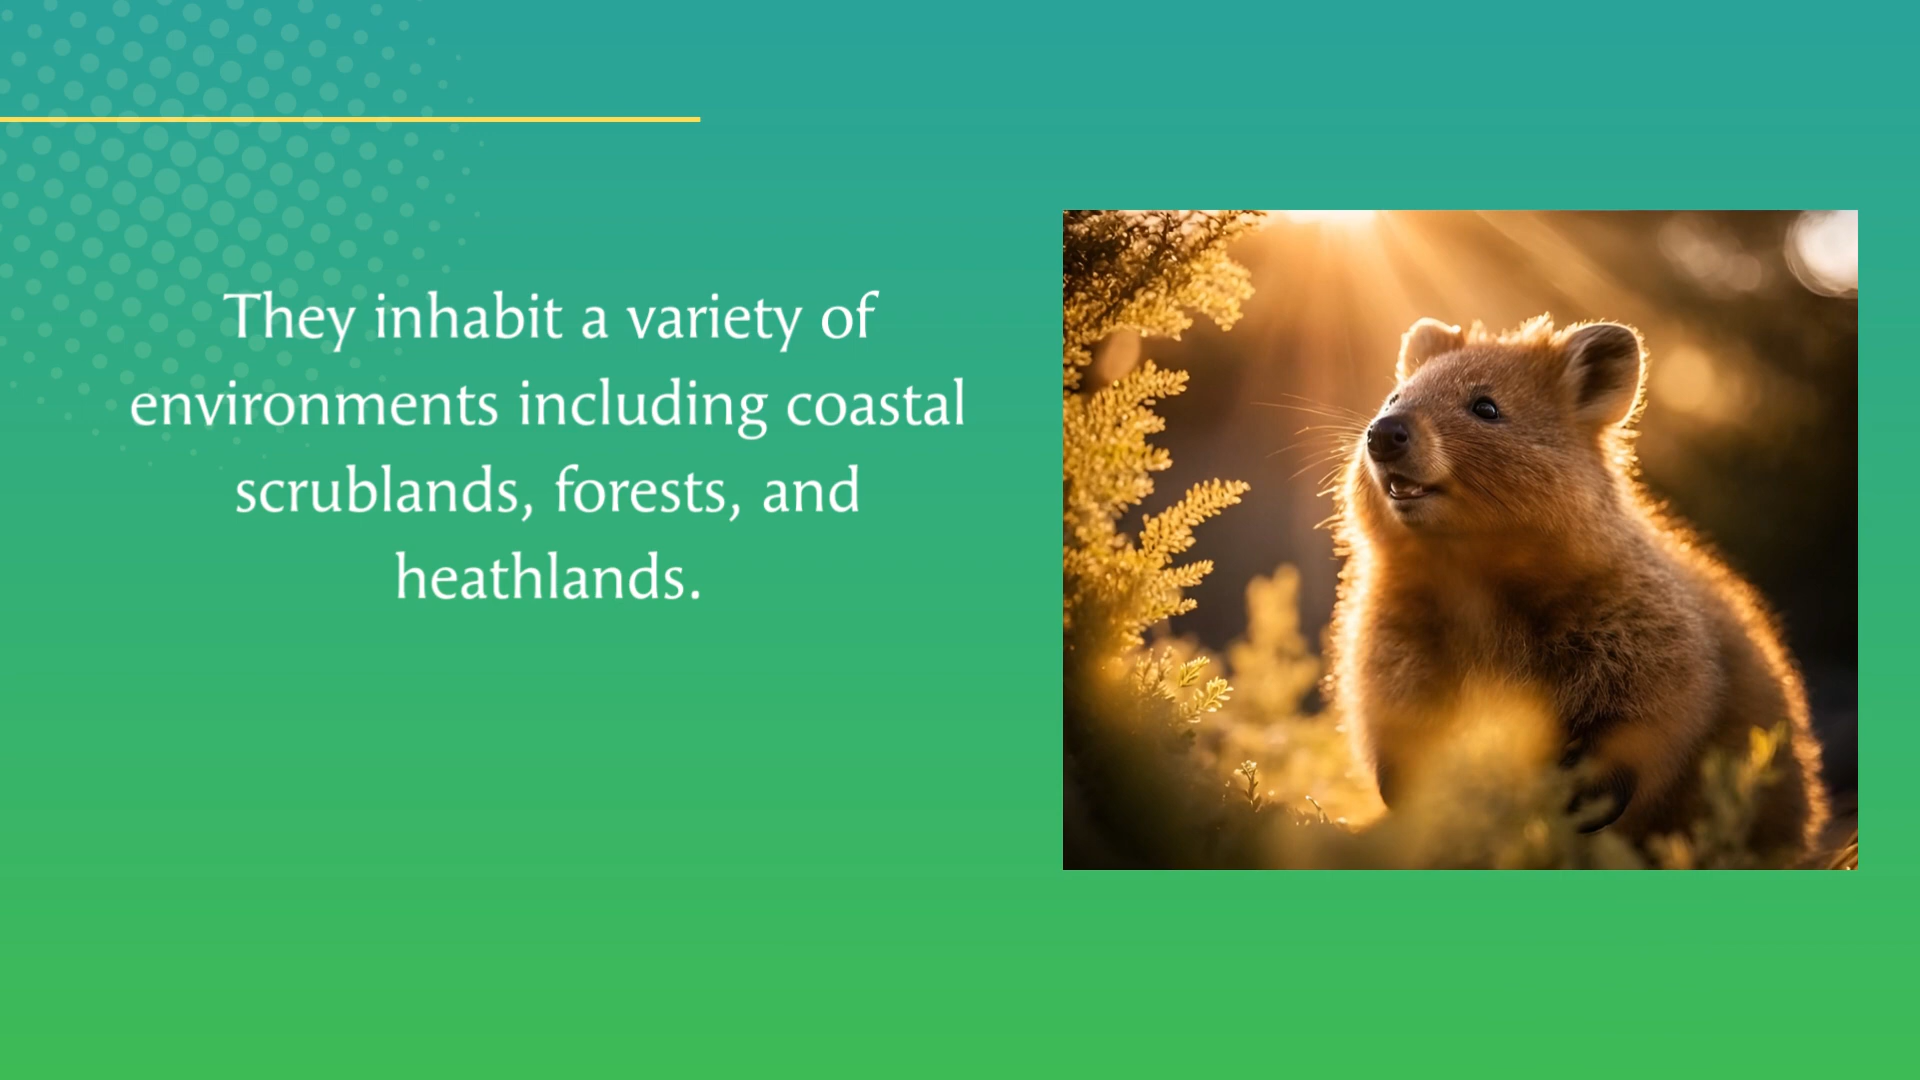 They inhabit a variety of
environments including coastal
scrublands, forests, and
heathlands.